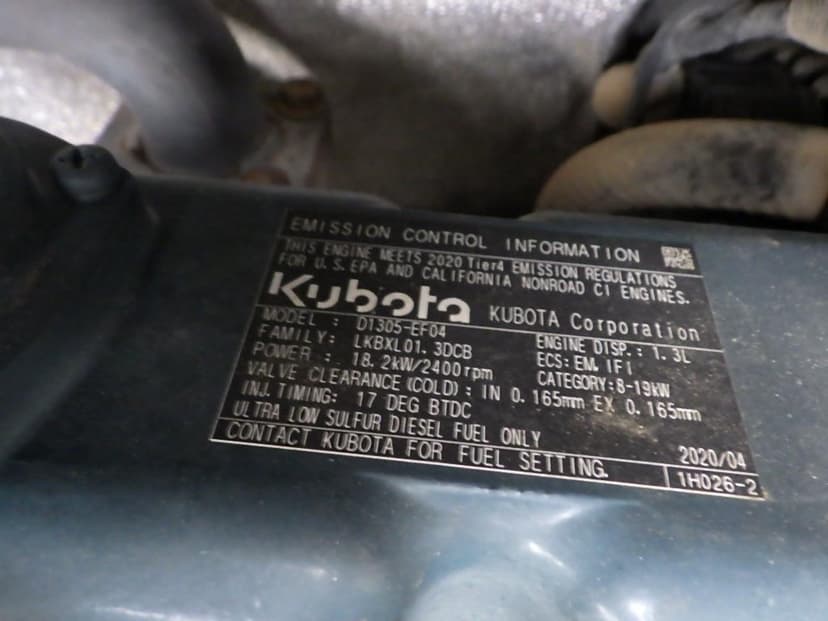 EMISSION CONTROL INFORMATION
THIS ENGINE MEETS 2020 Tier4 EMISSION REGULATIONS
FOR U.S. EPA AND CALIFORNIA NONROAD CI ENGINES.
Kubota KUBOTA Corporation
MODEL : D1305-EF04 ENGINE DISP.: 1.3L
FAMILY: LKBXL01.3DCB ECS: EM, IFI
POWER : 18.2kW/2400rpm CATEGORY:8-19kW
VALVE CLEARANCE (COLD) : IN 0.165mm EX 0.165mm
INJ. TIMING: 17 DEG BTDC
ULTRA LOW SULFUR DIESEL FUEL ONLY 2020/04
CONTACT KUBOTA FOR FUEL SETTING. 1H026-2